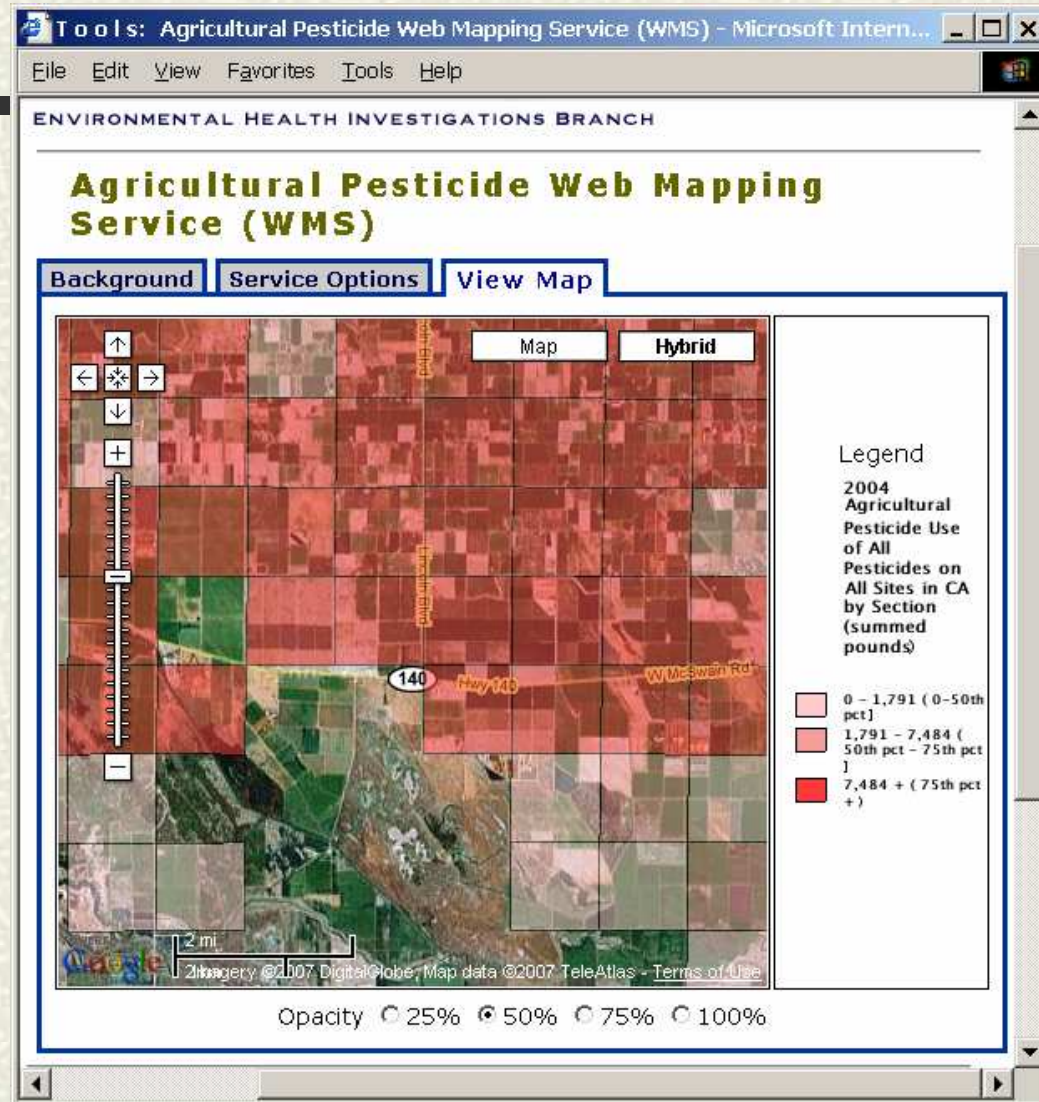 Tools: Agricultural Pesticide Web Mapping Service (WMS) - Microsoft Intern...
File Edit View Favorites Tools Help
ENVIRONMENTAL HEALTH INVESTIGATIONS BRANCH
Agricultural Pesticide Web Mapping
Service (WMS)
Background Service Options View Map
Map Hybrid
Lincoln Blvd
140 Hwy 140 W McSwain Rd
2 mi
Google Imagery ©2007 DigitalGlobe, Map data ©2007 TeleAtlas - Terms of Use
Legend
2004
Agricultural
Pesticide Use
of All
Pesticides on
All Sites in CA
by Section
(summed
pounds)
0 - 1,791 ( 0-50th
pct]
1,791 - 7,484 (
50th pct - 75th pct
]
7,484 + ( 75th pct
+ )
Opacity 25% 50% 75% 100%